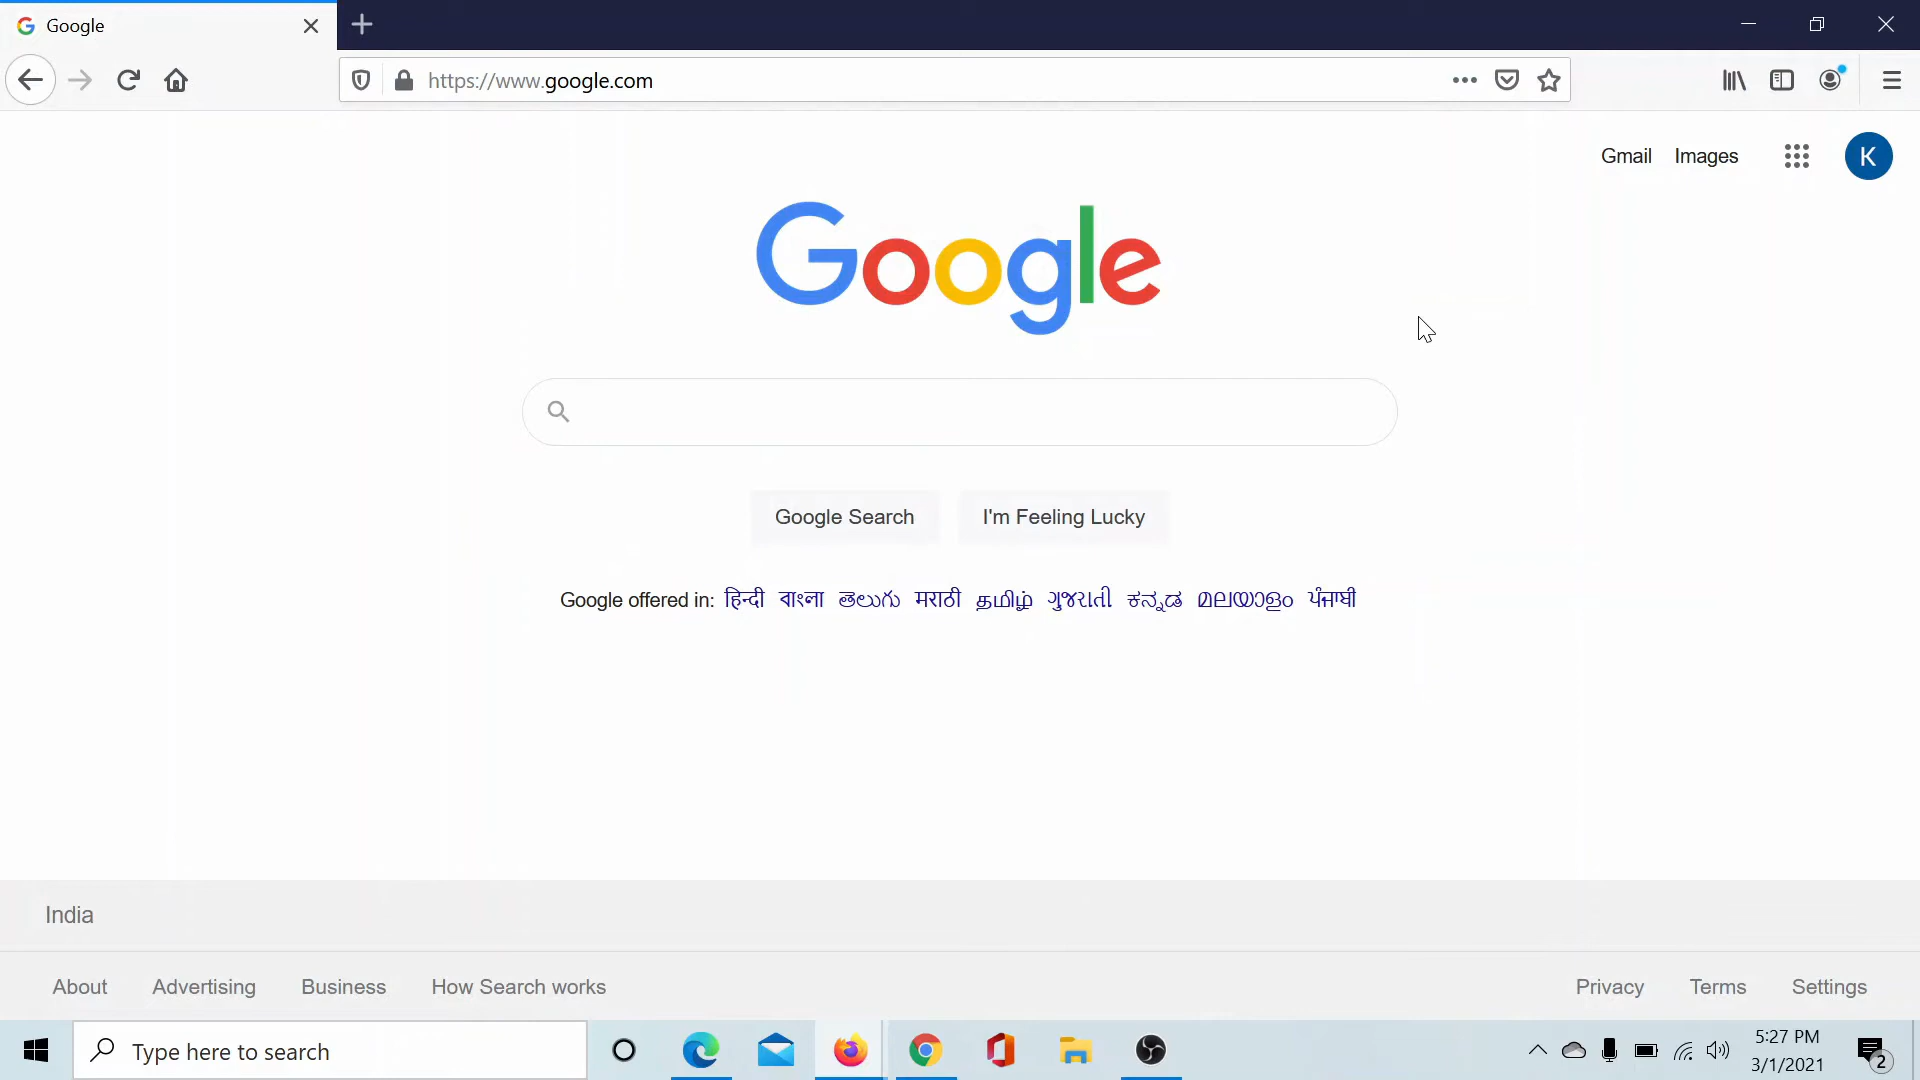 Google
https://www.google.com
Gmail Images
K
Google
Google Search I'm Feeling Lucky
Google offered in: हिन्दी বাংলা తెలుగు मराठी தமிழ் ગુજરાતી ಕನ್ನಡ മലയാളം ਪੰਜਾਬੀ
India
About Advertising Business How Search works Privacy Terms Settings
Type here to search
5:27 PM
3/1/2021
2